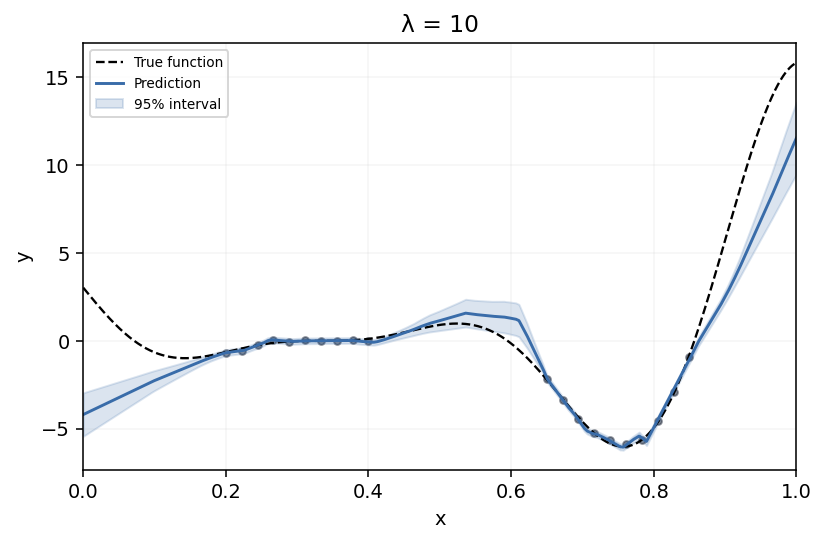 λ = 10
True function
Prediction
95% interval
15
10
5
0
−5
y
0.0 0.2 0.4 0.6 0.8 1.0
x